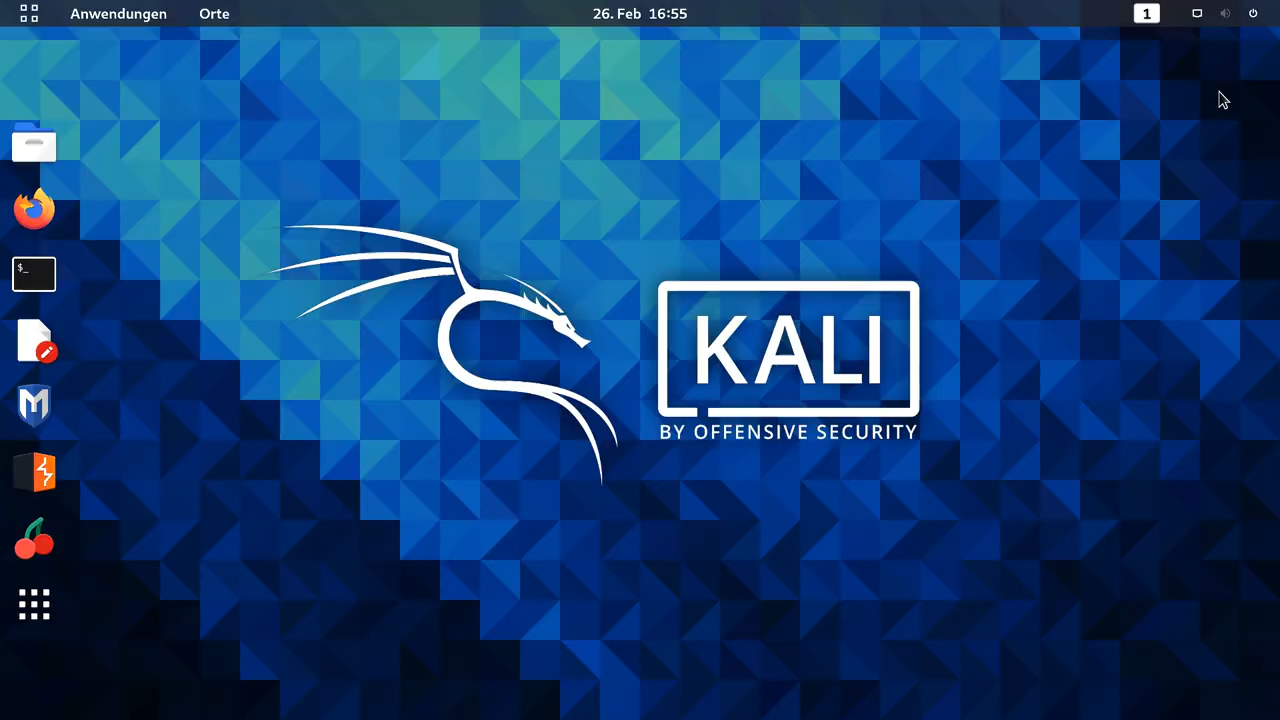 Anwendungen Orte 26. Feb 16:55 1
$_
M
KALI
BY OFFENSIVE SECURITY